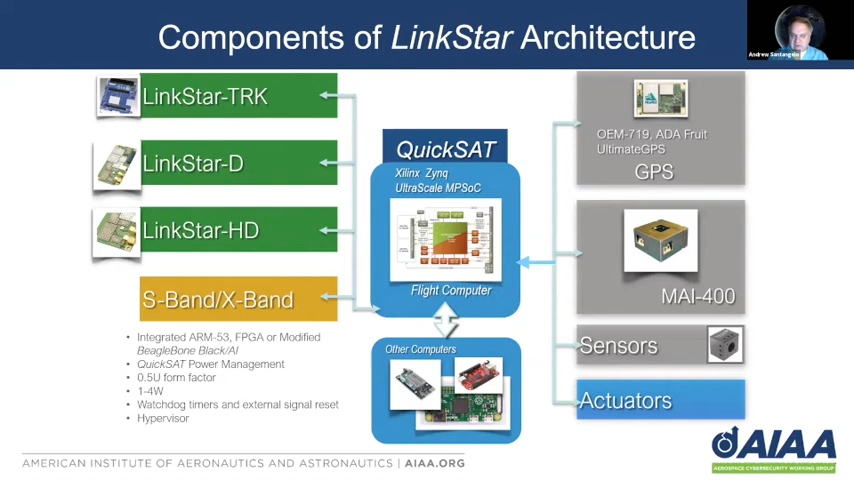 Components of LinkStar Architecture
Andrew Santangelo
LinkStar-TRK
LinkStar-D
LinkStar-HD
S-Band/X-Band
• Integrated ARM-53, FPGA or Modified
BeagleBone Black/AI
• QuickSAT Power Management
• 0.5U form factor
• 1-4W
• Watchdog timers and external signal reset
• Hypervisor
QuickSAT
Xilinx Zynq
UltraScale MPSoC
Flight Computer
Other Computers
OEM-719, ADA Fruit
UltimateGPS
GPS
MAI-400
Sensors
Actuators
AMERICAN INSTITUTE OF AERONAUTICS AND ASTRONAUTICS | AIAA.ORG
AIAA
AEROSPACE CYBERSECURITY WORKING GROUP